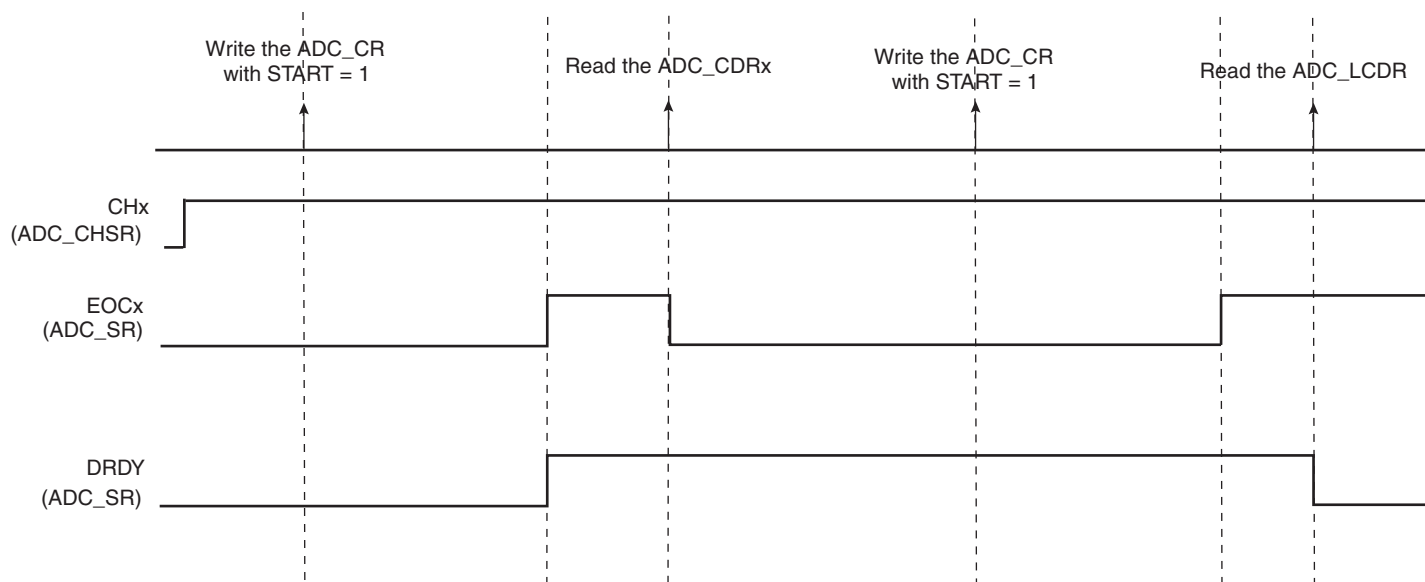 Write the ADC_CR
with START = 1
Read the ADC_CDRx
Write the ADC_CR
with START = 1
Read the ADC_LCDR
CHx
(ADC_CHSR)
EOCx
(ADC_SR)
DRDY
(ADC_SR)